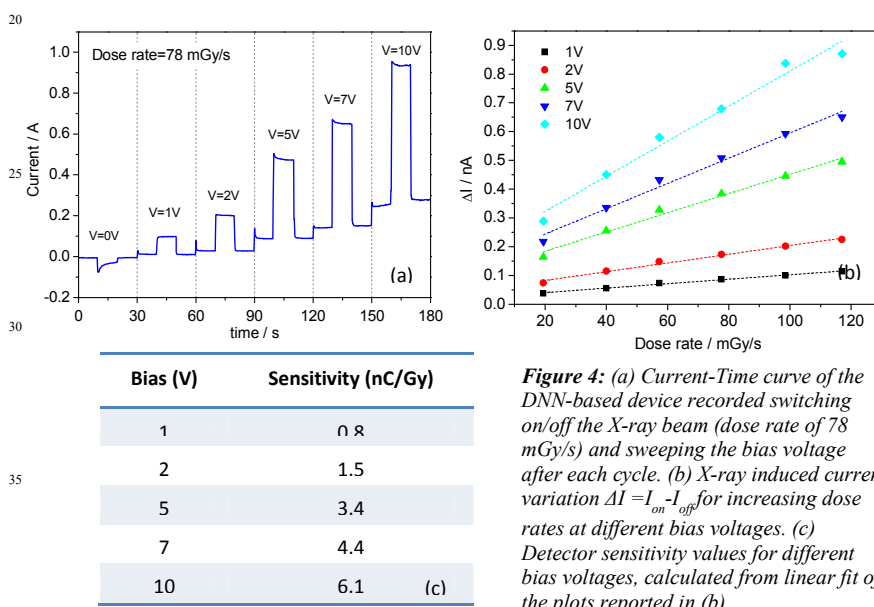 20
Dose rate=78 mGy/s
V=0V
V=1V
V=2V
V=5V
V=7V
V=10V
Current / A
1.0
0.8
0.6
0.4
0.2
0.0
-0.2
0 30 60 90 120 150 180
time / s
(a)
25
30
1V
2V
5V
7V
10V
ΔI / nA
0.9
0.8
0.7
0.6
0.5
0.4
0.3
0.2
0.1
0.0
20 40 60 80 100 120
Dose rate / mGy/s
(b)
Bias (V) Sensitivity (nC/Gy)
1 0.8
2 1.5
5 3.4
7 4.4
10 6.1
(c)
35
Figure 4: (a) Current-Time curve of the
DNN-based device recorded switching
on/off the X-ray beam (dose rate of 78
mGy/s) and sweeping the bias voltage
after each cycle. (b) X-ray induced curren
variation ΔI =Ion-Ioff for increasing dose
rates at different bias voltages. (c)
Detector sensitivity values for different
bias voltages, calculated from linear fit o
the plots reported in (b)